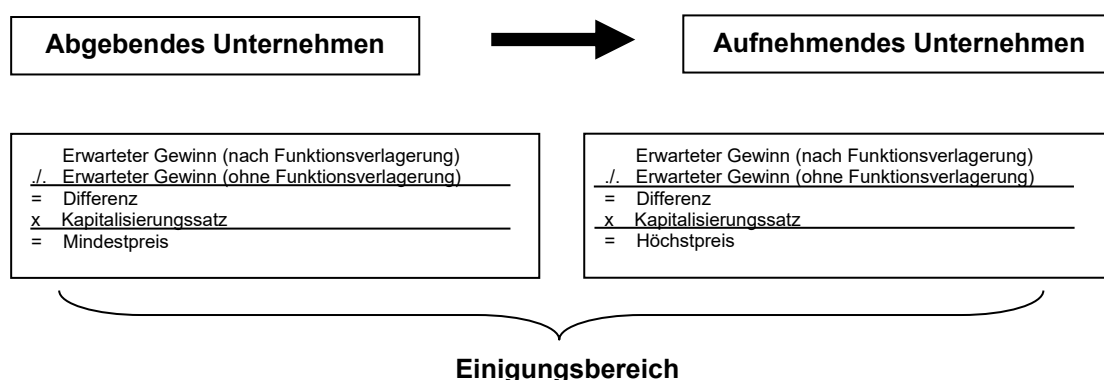 Abgebendes Unternehmen
Aufnehmendes Unternehmen
Erwarteter Gewinn (nach Funktionsverlagerung)
./. Erwarteter Gewinn (ohne Funktionsverlagerung)
= Differenz
x Kapitalisierungssatz
= Mindestpreis
Erwarteter Gewinn (nach Funktionsverlagerung)
./. Erwarteter Gewinn (ohne Funktionsverlagerung)
= Differenz
x Kapitalisierungssatz
= Höchstpreis
Einigungsbereich